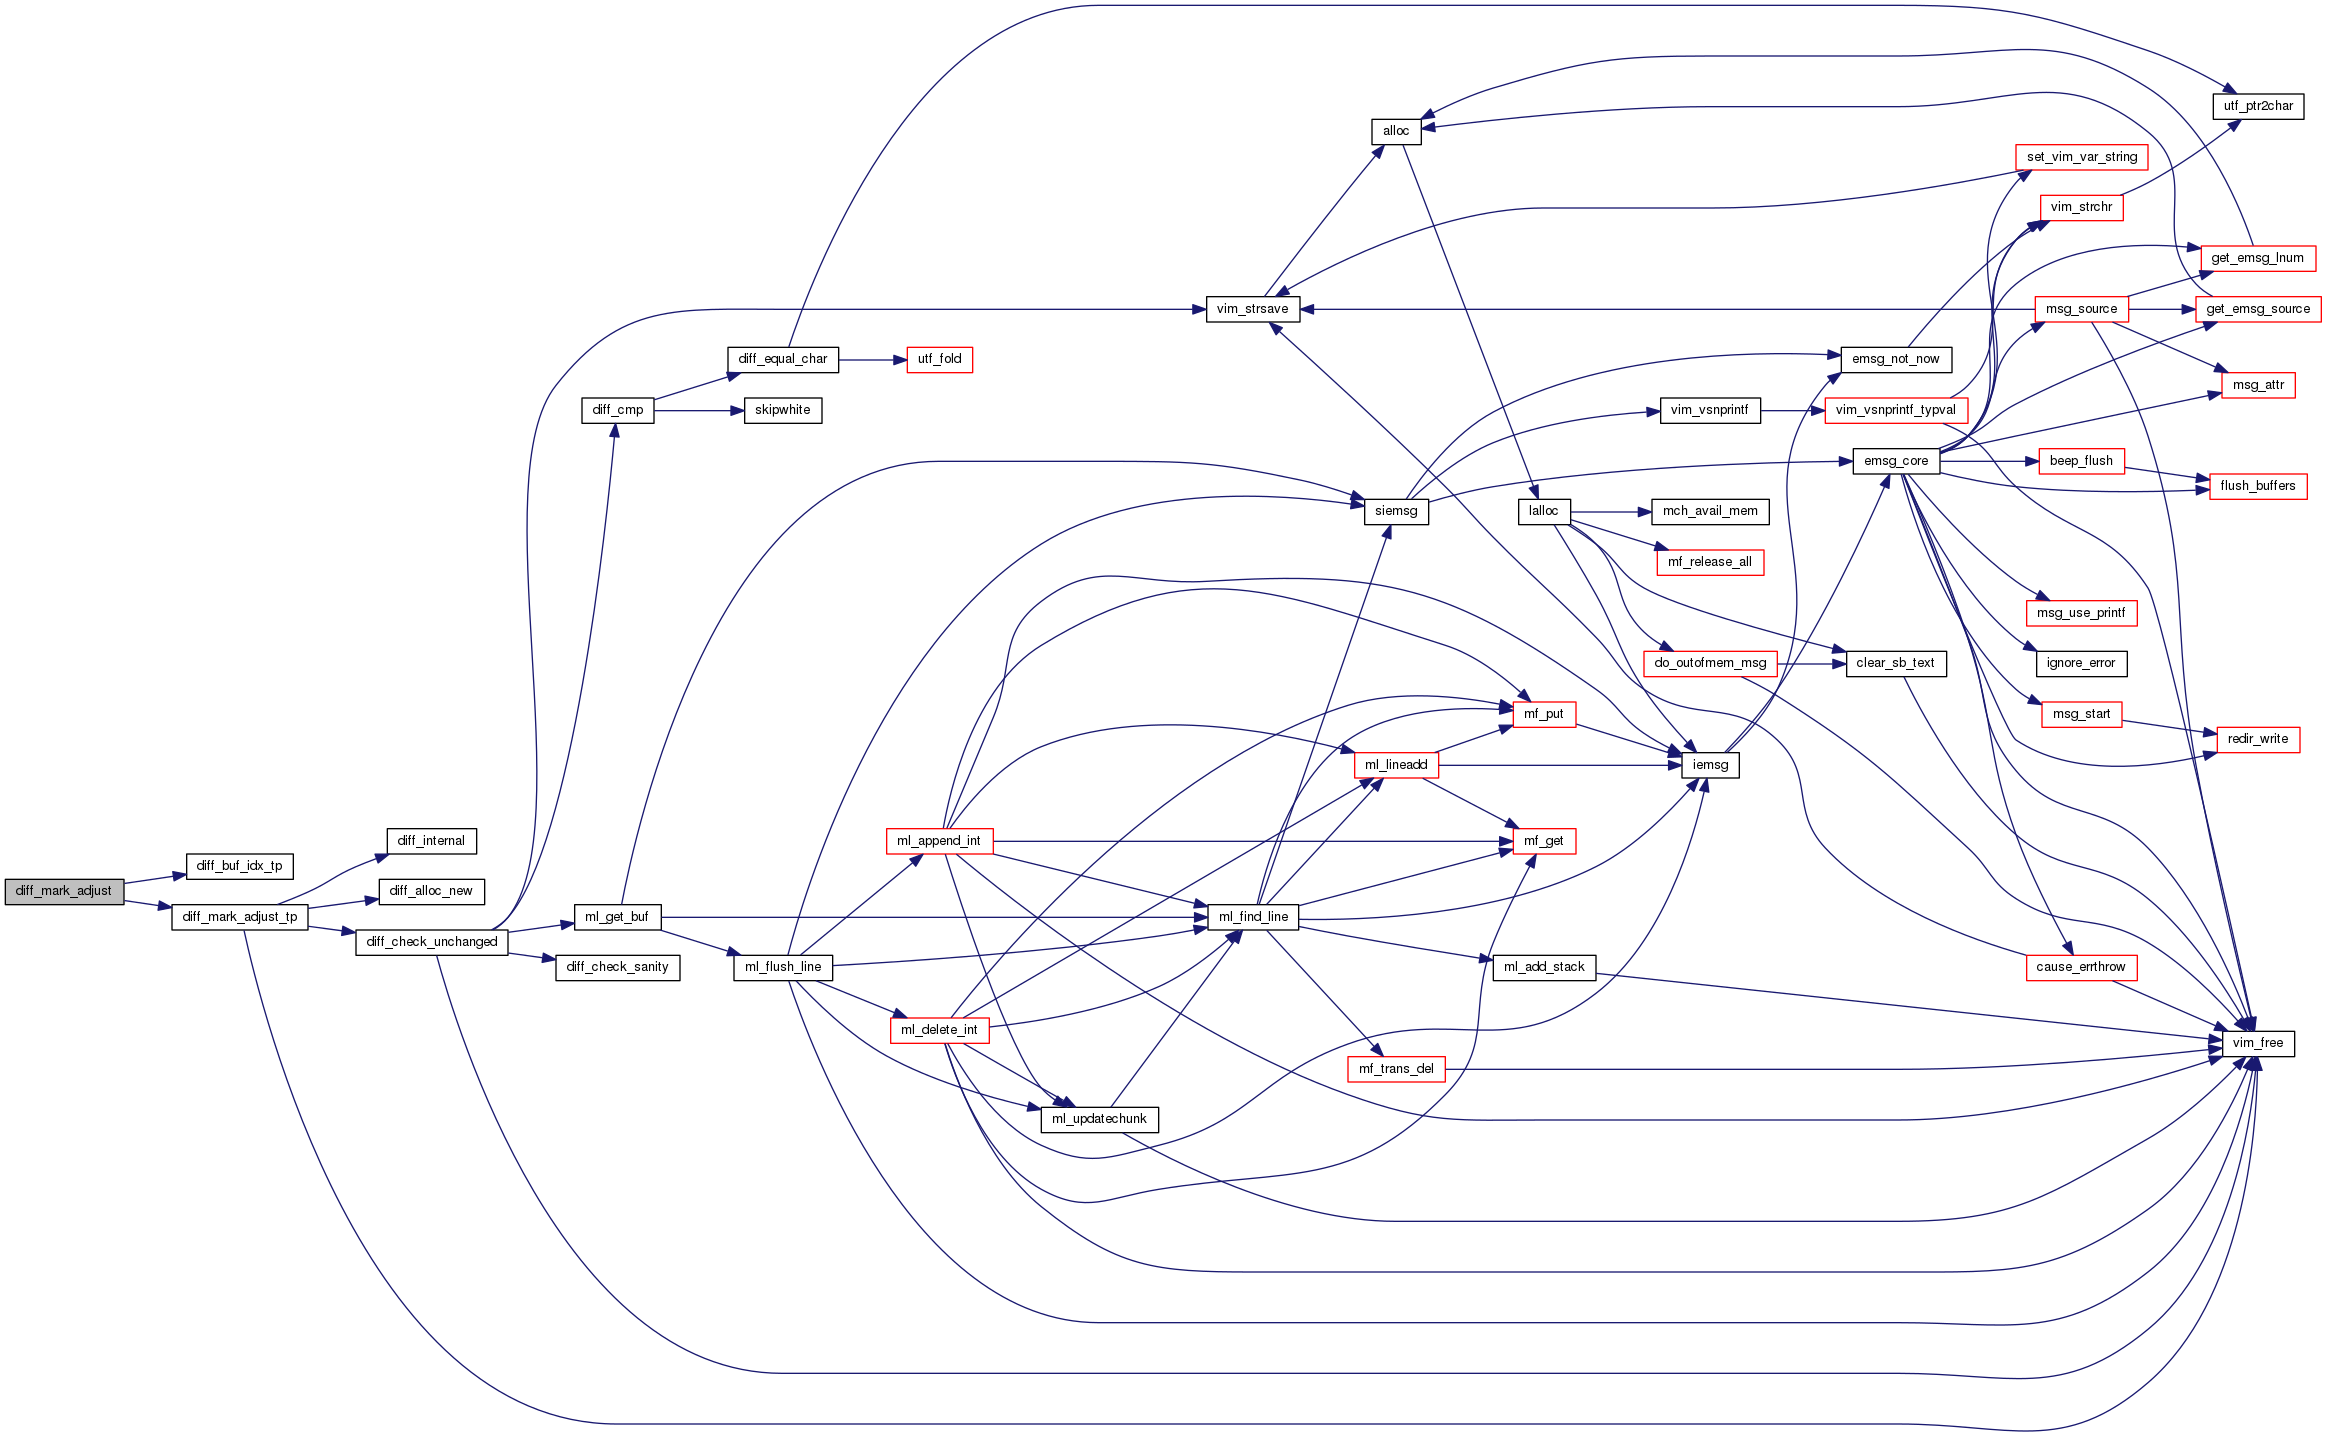 diff_mark_adjust
diff_buf_idx_tp
diff_mark_adjust_tp
diff_internal
diff_alloc_new
diff_check_unchanged
diff_cmp
ml_get_buf
diff_check_sanity
diff_equal_char
skipwhite
ml_flush_line
utf_fold
ml_append_int
ml_delete_int
ml_updatechunk
vim_strsave
ml_find_line
alloc
siemsg
ml_lineadd
mf_trans_del
lalloc
mf_put
mf_get
ml_add_stack
vim_vsnprintf
mch_avail_mem
mf_release_all
do_outofmem_msg
iemsg
emsg_not_now
vim_vsnprintf_typval
emsg_core
clear_sb_text
set_vim_var_string
vim_strchr
msg_source
beep_flush
msg_use_printf
ignore_error
msg_start
cause_errthrow
utf_ptr2char
get_emsg_lnum
get_emsg_source
msg_attr
flush_buffers
redir_write
vim_free